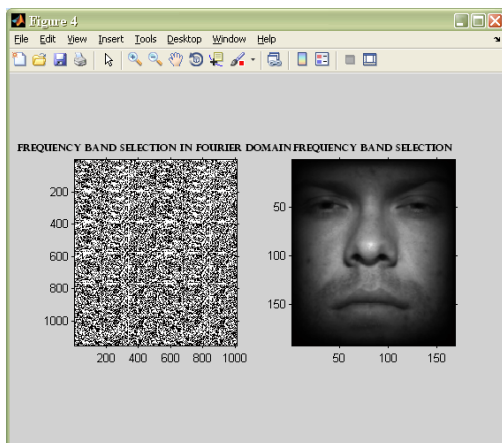 Figure 4
File Edit View Insert Tools Desktop Window Help
FREQUENCY BAND SELECTION IN FOURIER DOMAIN FREQUENCY BAND SELECTION
200
400
600
800
1000
200 400 600 800 1000
50
100
150
50 100 150